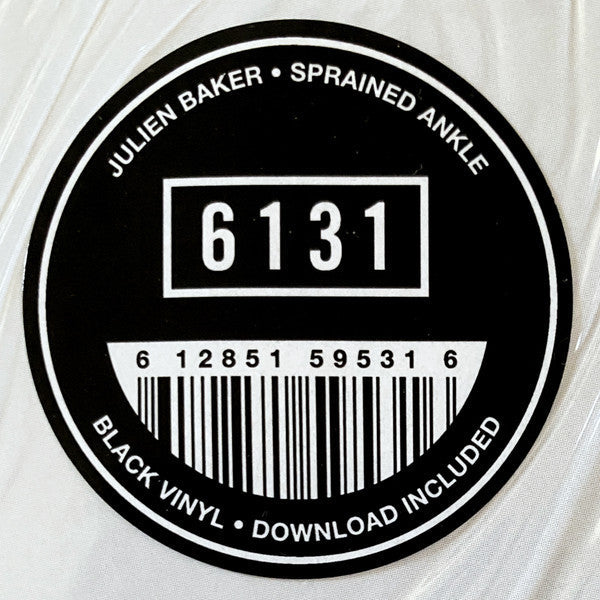 JULIEN BAKER • SPRAINED ANKLE
6131
6 12851 59531 6
BLACK VINYL • DOWNLOAD INCLUDED